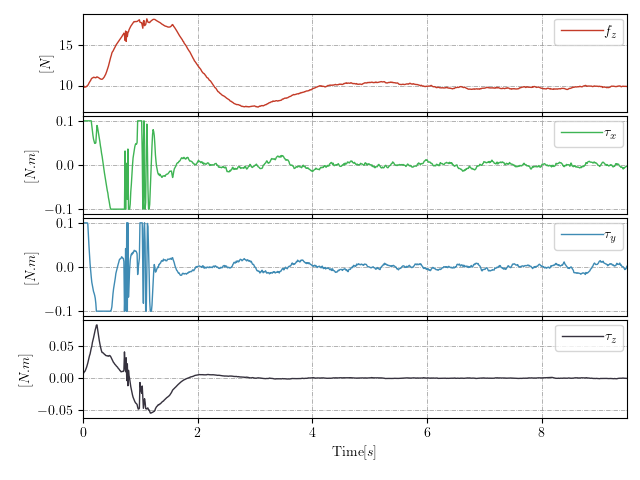 [N]
15
10
f_z
[N.m]
0.1
0.0
−0.1
τ_x
[N.m]
0.1
0.0
−0.1
τ_y
[N.m]
0.05
0.00
−0.05
τ_z
0 2 4 6 8
Time[s]